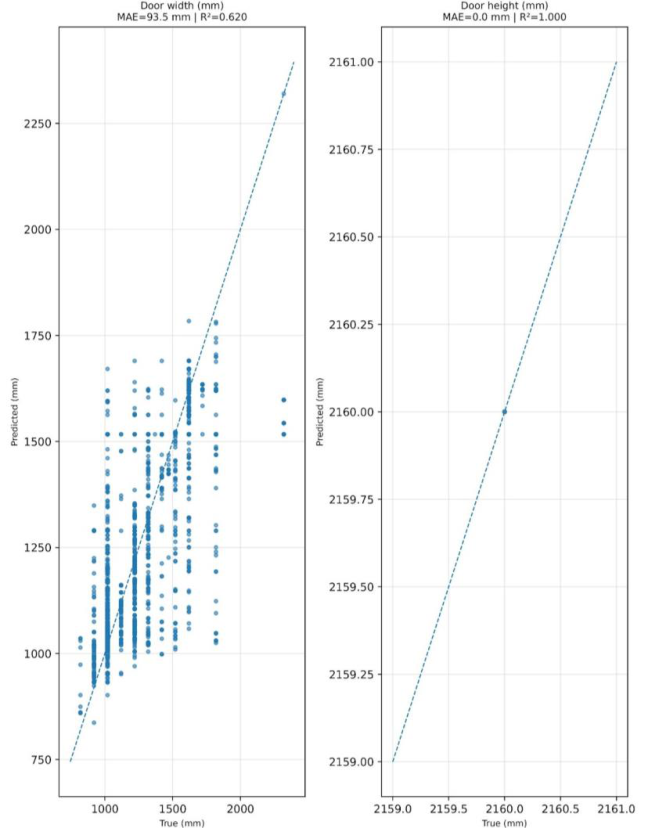 Door width (mm)
MAE=93.5 mm | R²=0.620
Predicted (mm)
2250
2000
1750
1500
1250
1000
750
1000 1500 2000
True (mm)
Door height (mm)
MAE=0.0 mm | R²=1.000
Predicted (mm)
2161.00
2160.75
2160.50
2160.25
2160.00
2159.75
2159.50
2159.25
2159.00
2159.0 2159.5 2160.0 2160.5 2161.0
True (mm)